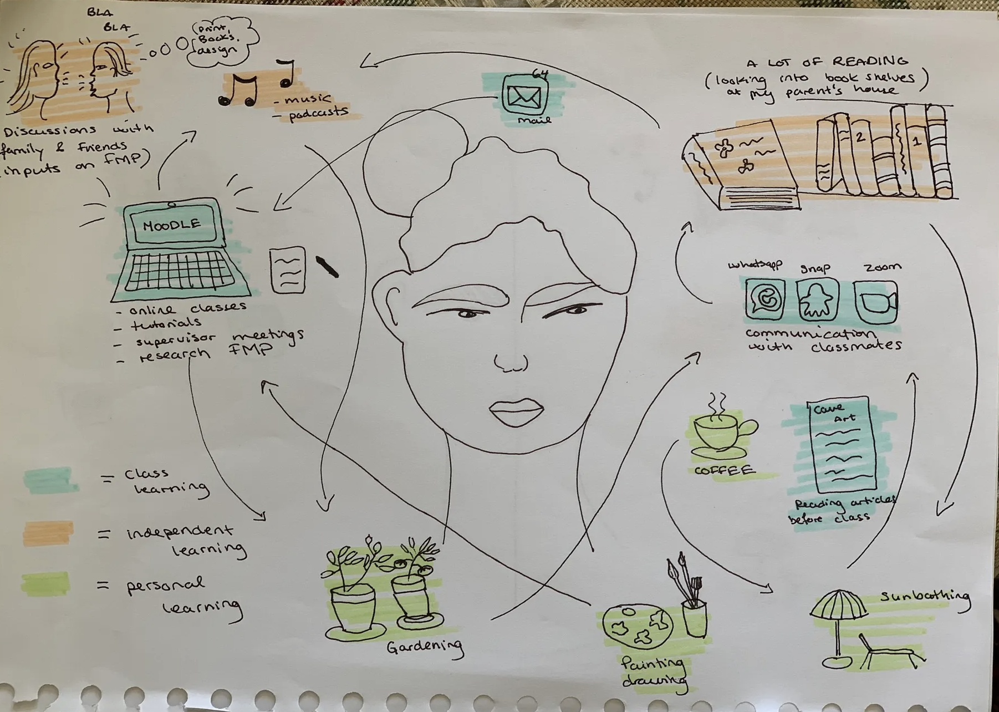 BLA
BLA
print,
Book's,
design
Discussions with
family & friends
inputs on FMP)
- music
- podcasts
64
mail
A LOT OF READING
(looking into book shelves)
at my parent's house
2
1
MOODLE
- online classes
- tutorials
- supervisor meetings
- research FMP
whatsapp
snap
zoom
communication
with classmates
COFFEE
Cave
Art
Reading articles
before class
= class
learning
= independent
learning
= personal
learning
Gardening
Painting
drawing
sunbathing